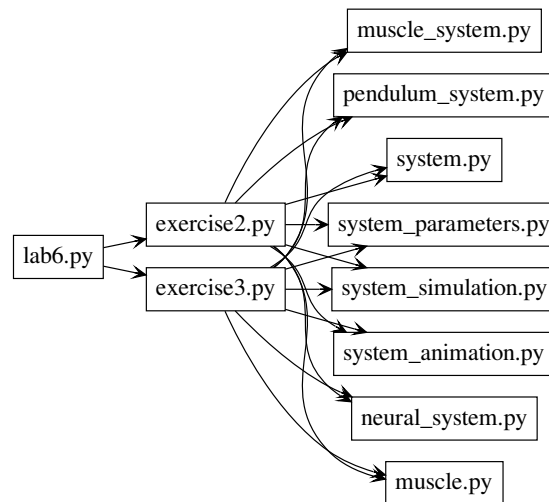 muscle_system.py
pendulum_system.py
system.py
exercise2.py
system_parameters.py
lab6.py
exercise3.py
system_simulation.py
system_animation.py
neural_system.py
muscle.py